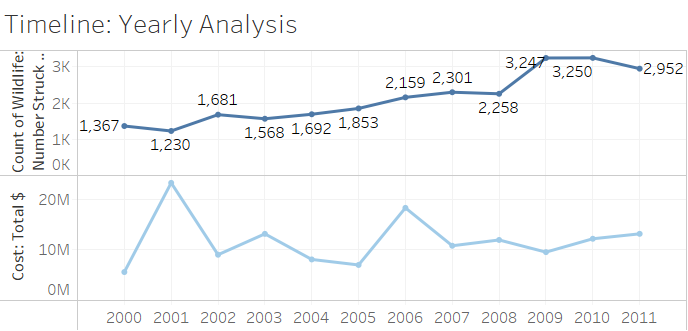 Timeline: Yearly Analysis
Count of Wildlife:
Number Struck ..
3K
2K
1K
0K
1,367
1,230
1,681
1,568
1,692
1,853
2,159
2,301
2,258
3,247
3,250
2,952
Cost: Total $
20M
10M
0M
2000 2001 2002 2003 2004 2005 2006 2007 2008 2009 2010 2011